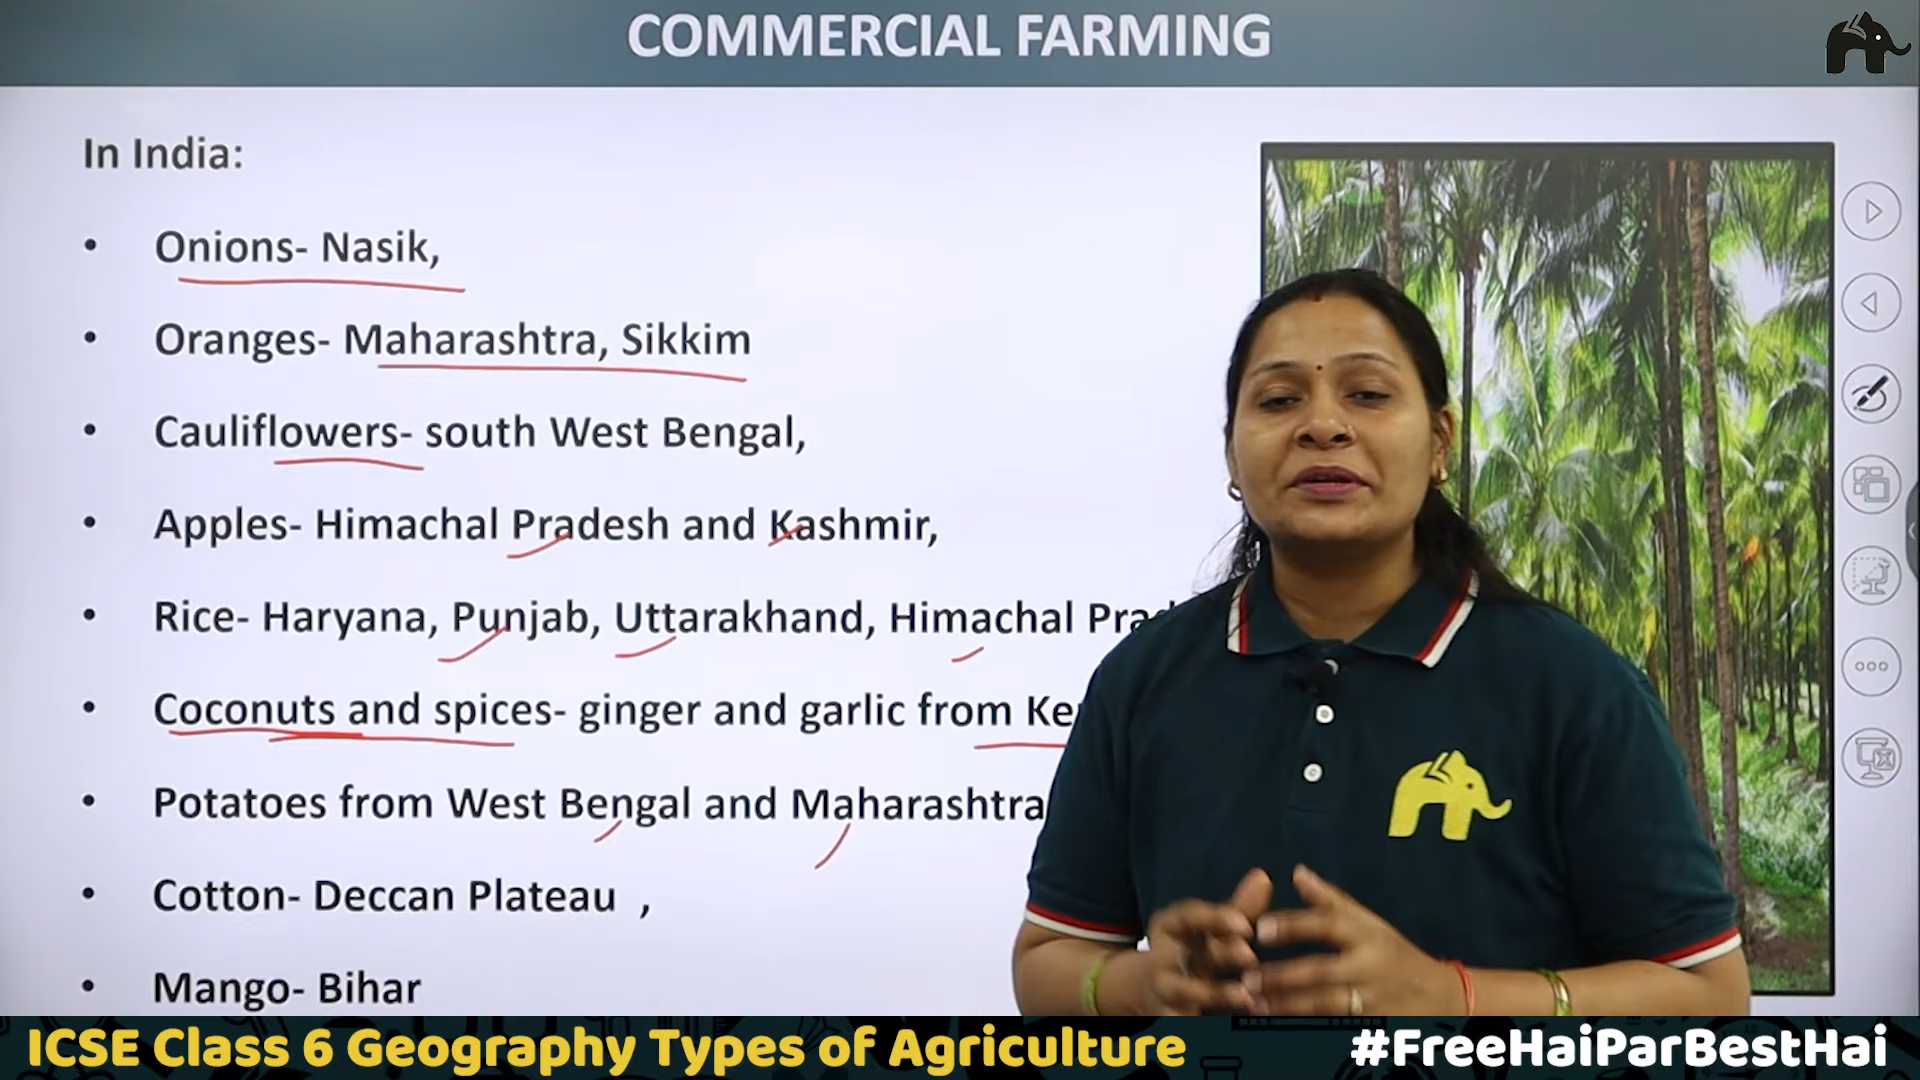 COMMERCIAL FARMING
In India:
• Onions- Nasik,
• Oranges- Maharashtra, Sikkim
• Cauliflowers- south West Bengal,
• Apples- Himachal Pradesh and Kashmir,
• Rice- Haryana, Punjab, Uttarakhand, Himachal
• Coconuts and spices- ginger and garlic from
• Potatoes from West Bengal and Maharashtra
• Cotton- Deccan Plateau ,
• Mango- Bihar
ICSE Class 6 Geography Types of Agriculture
#FreeHaiParBestHai